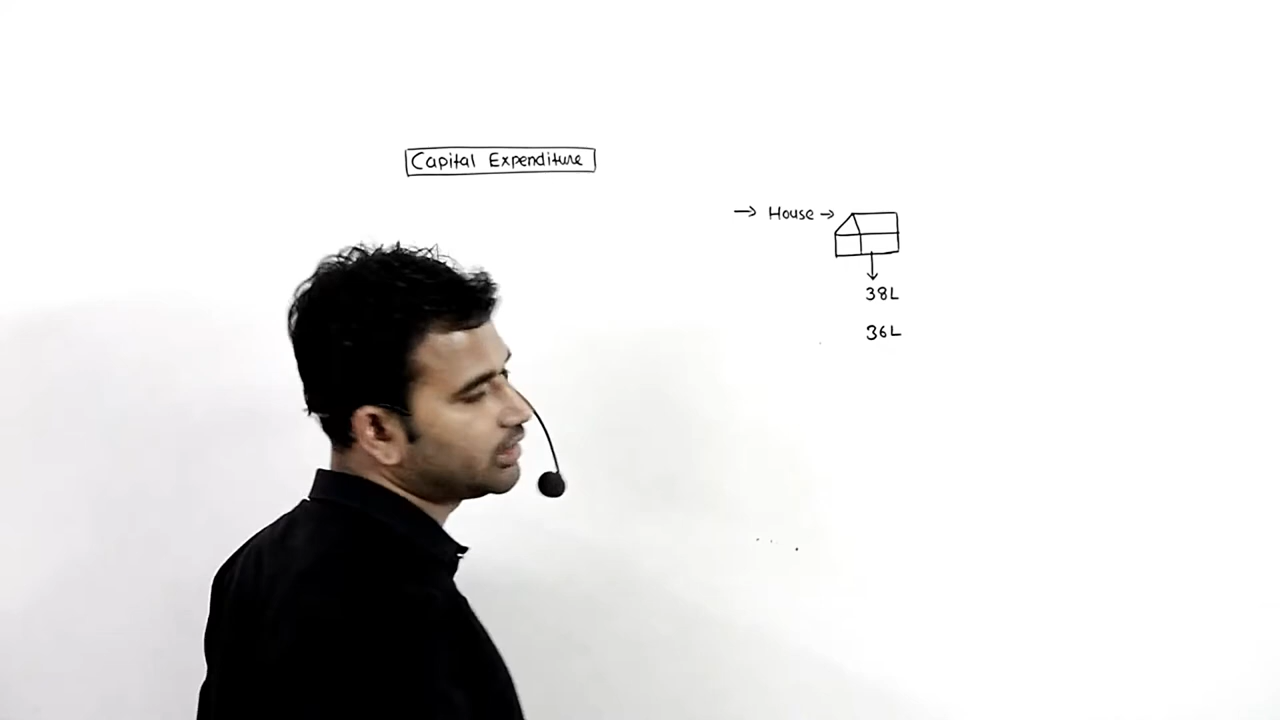 Capital Expenditure
→ House →
38L
36L